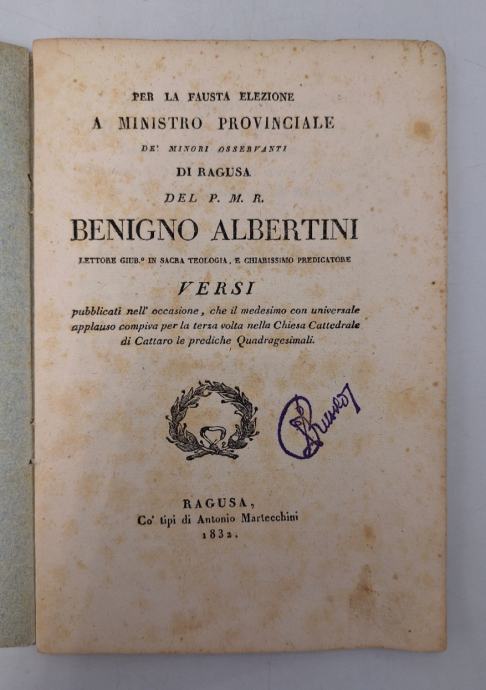 PER LA FAUSTA ELEZIONE
A MINISTRO PROVINCIALE
DE' MINORI OSSERVANTI
DI RAGUSA
DEL P. M. R.
BENIGNO ALBERTINI
LETTORE GIUB.º IN SACRA TEOLOGIA, E CHIARISSIMO PREDICATORE
VERSI
pubblicati nell' occasione, che il medesimo con universale
applauso compiva per la terza volta nella Chiesa Cattedrale
di Cattaro le prediche Quadragesimali.
RAGUSA,
Co' tipi di Antonio Martecchini
1832.